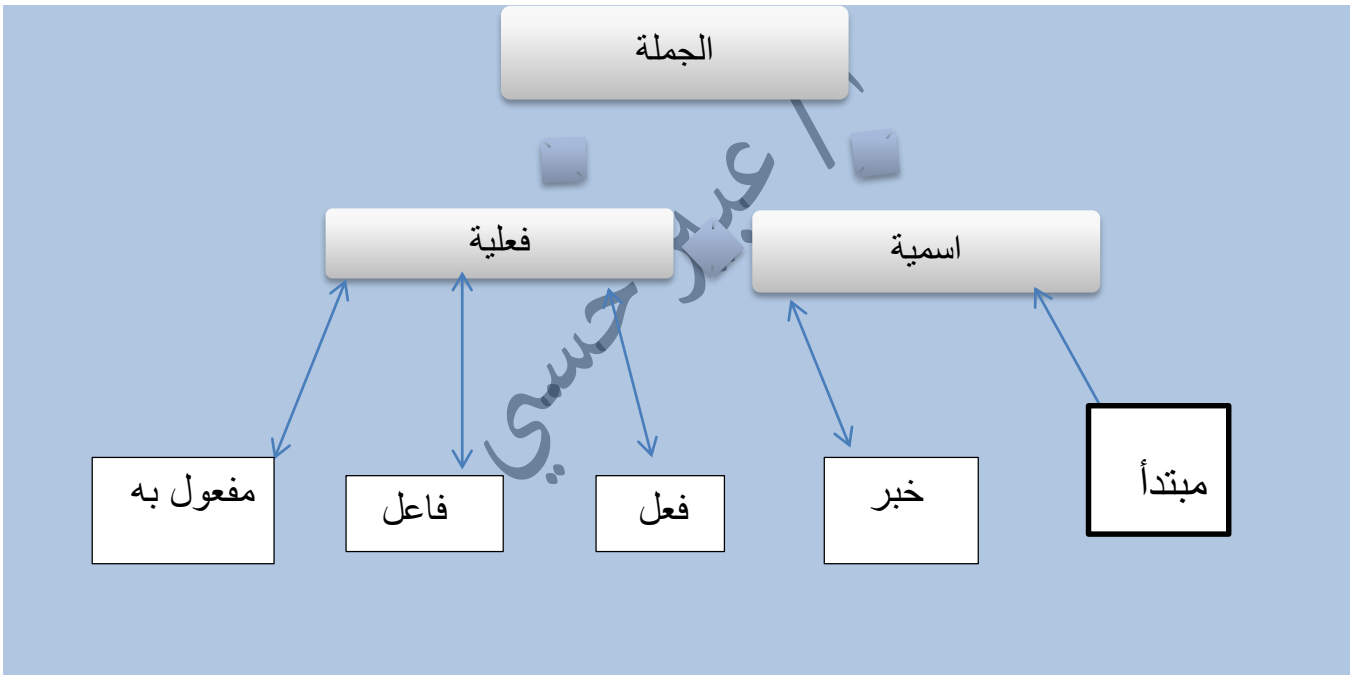 الجملة
اسمية
فعلية
مبتدأ
خبر
فعل
فاعل
مفعول به